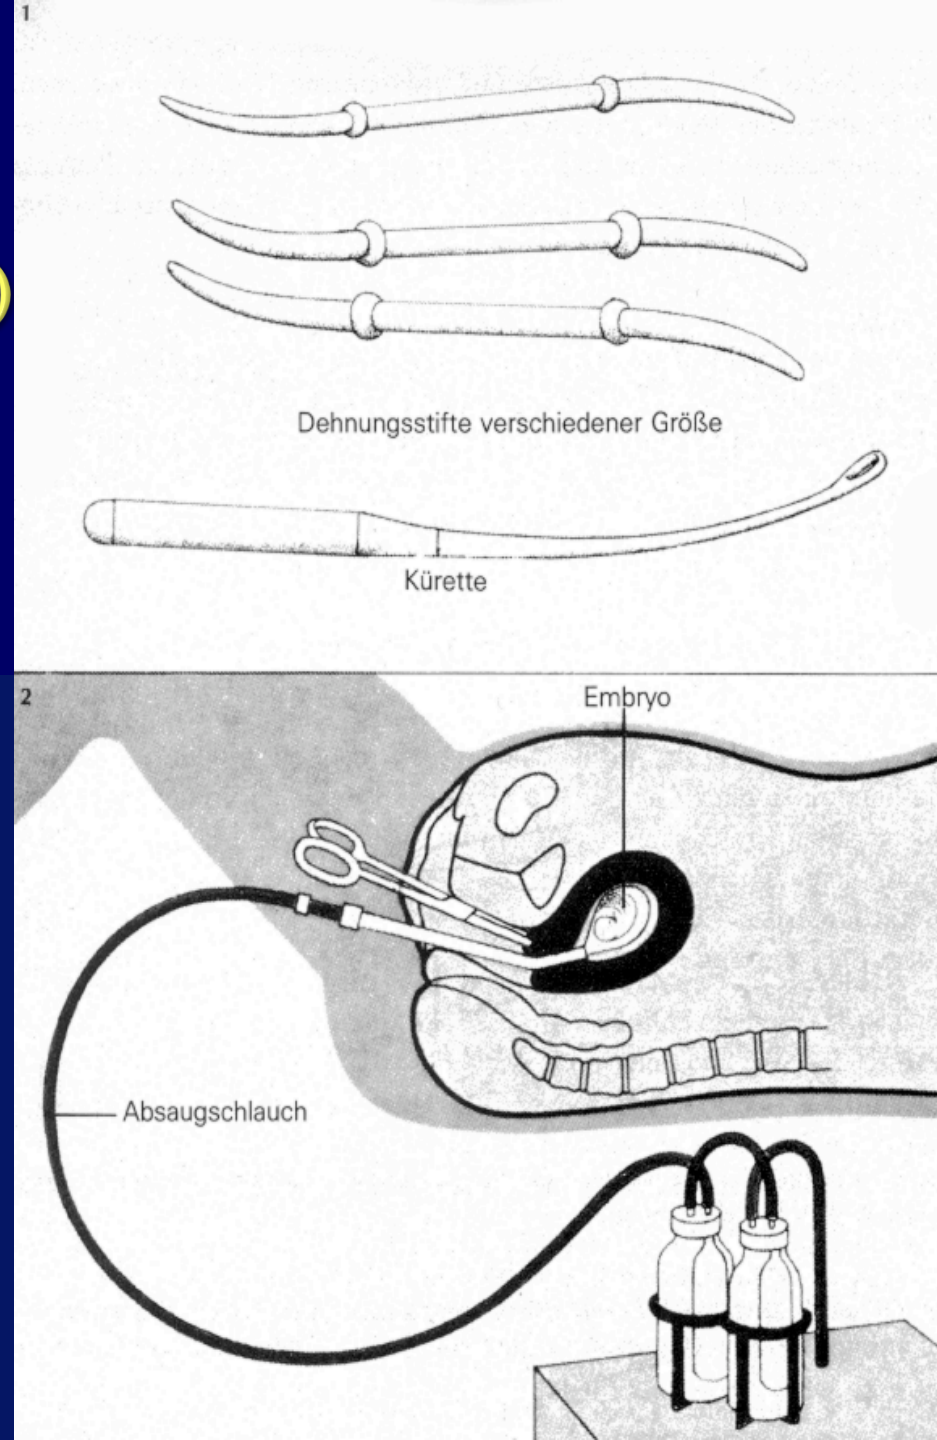 1
Dehnungsstifte verschiedener Größe
Kürette
2
Embryo
Absaugschlauch